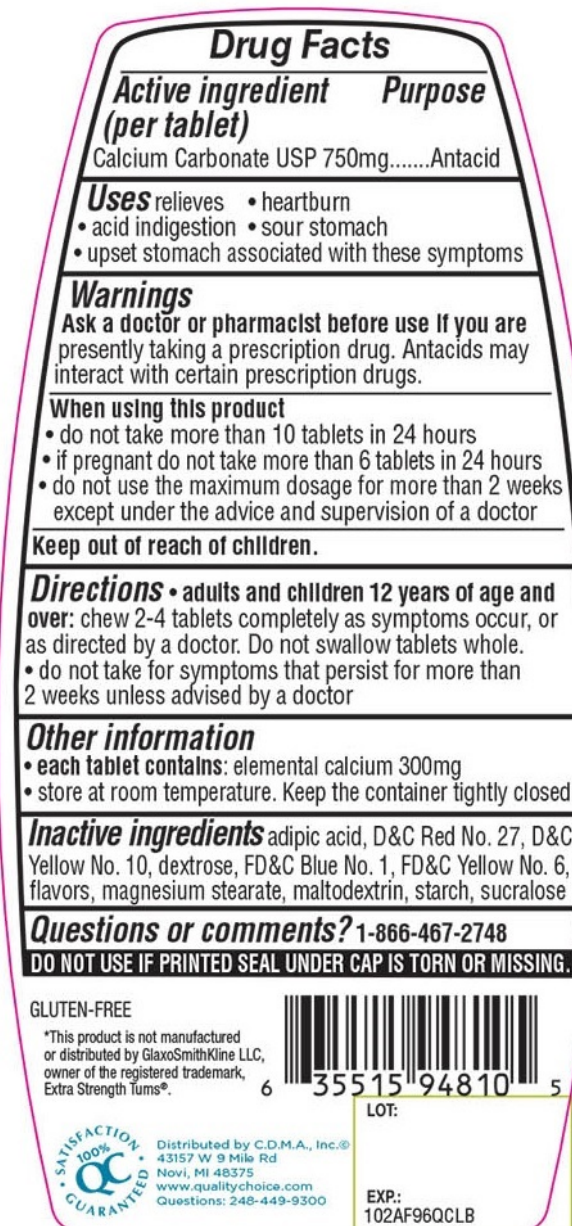 Drug Facts
Active ingredient Purpose
(per tablet)
Calcium Carbonate USP 750mg.......Antacid
Uses relieves • heartburn
• acid indigestion • sour stomach
• upset stomach associated with these symptoms
Warnings
Ask a doctor or pharmacist before use if you are
presently taking a prescription drug. Antacids may
interact with certain prescription drugs.
When using this product
• do not take more than 10 tablets in 24 hours
• if pregnant do not take more than 6 tablets in 24 hours
• do not use the maximum dosage for more than 2 weeks
except under the advice and supervision of a doctor
Keep out of reach of children.
Directions • adults and children 12 years of age and
over: chew 2-4 tablets completely as symptoms occur, or
as directed by a doctor. Do not swallow tablets whole.
• do not take for symptoms that persist for more than
2 weeks unless advised by a doctor
Other information
• each tablet contains: elemental calcium 300mg
• store at room temperature. Keep the container tightly closed
Inactive ingredients adipic acid, D&C Red No. 27, D&C
Yellow No. 10, dextrose, FD&C Blue No. 1, FD&C Yellow No. 6,
flavors, magnesium stearate, maltodextrin, starch, sucralose
Questions or comments? 1-866-467-2748
DO NOT USE IF PRINTED SEAL UNDER CAP IS TORN OR MISSING.
GLUTEN-FREE
*This product is not manufactured
or distributed by GlaxoSmithKline LLC,
owner of the registered trademark,
Extra Strength Tums®.
6 35515 94810 5
SATISFACTION
100%
QC
GUARANTEED
Distributed by C.D.M.A., Inc.©
43157 W 9 Mile Rd
Novi, MI 48375
www.qualitychoice.com
Questions: 248-449-9300
LOT:
EXP.:
102AF96QCLB